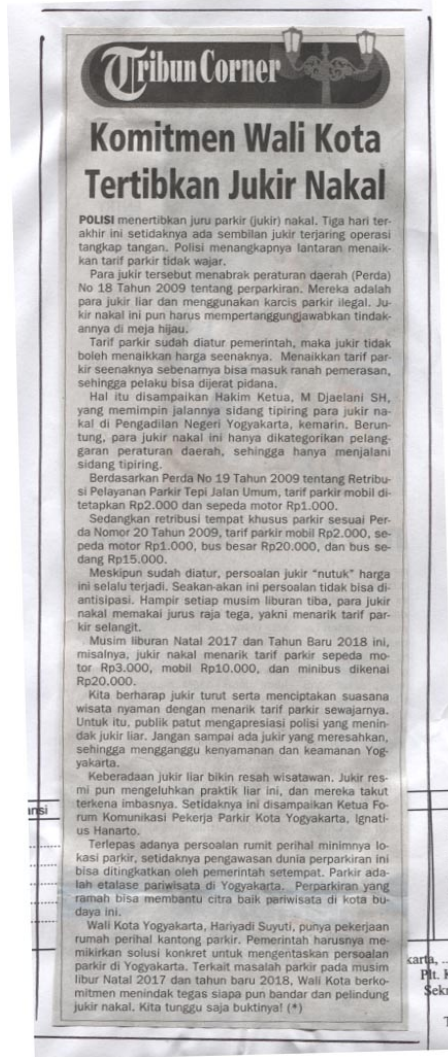 Tribun Corner
Komitmen Wali Kota
Tertibkan Jukir Nakal
POLISI menertibkan juru parkir (jukir) nakal. Tiga hari ter-
akhir ini setidaknya ada sembilan jukir terjaring operasi
tangkap tangan. Polisi menangkapnya lantaran menaik-
kan tarif parkir tidak wajar.
Para jukir tersebut menabrak peraturan daerah (Perda)
No 18 Tahun 2009 tentang perparkiran. Mereka adalah
para jukir liar dan menggunakan karcis parkir ilegal. Ju-
kir nakal ini pun harus mempertanggungjawabkan tindak-
annya di meja hijau.
Tarif parkir sudah diatur pemerintah, maka jukir tidak
boleh menaikkan harga seenaknya. Menaikkan tarif par-
kir seenaknya sebenarnya bisa masuk ranah pemerasan,
sehingga pelaku bisa dijerat pidana.
Hal itu disampaikan Hakim Ketua, M Djaelani SH,
yang memimpin jalannya sidang tipiring para jukir na-
kal di Pengadilan Negeri Yogyakarta, kemarin. Berun-
tung, para jukir nakal ini hanya dikategorikan pelang-
garan peraturan daerah, sehingga hanya menjalani
sidang tipiring.
Berdasarkan Perda No 19 Tahun 2009 tentang Retribu-
si Pelayanan Parkir Tepi Jalan Umum, tarif parkir mobil di-
tetapkan Rp2.000 dan sepeda motor Rp1.000.
Sedangkan retribusi tempat khusus parkir sesuai Per-
da Nomor 20 Tahun 2009, tarif parkir mobil Rp2.000, se-
peda motor Rp1.000, bus besar Rp20.000, dan bus se-
dang Rp15.000.
Meskipun sudah diatur, persoalan jukir “nutuk” harga
ini selalu terjadi. Seakan-akan ini persoalan tidak bisa di-
antisipasi. Hampir setiap musim liburan tiba, para jukir
nakal memakai jurus raja tega, yakni menarik tarif par-
kir selangit.
Musim liburan Natal 2017 dan Tahun Baru 2018 ini,
misalnya, jukir nakal menarik tarif parkir sepeda mo-
tor Rp3.000, mobil Rp10.000, dan minibus dikenai
Rp20.000.
Kita berharap jukir turut serta menciptakan suasana
wisata nyaman dengan menarik tarif parkir sewajarnya.
Untuk itu, publik patut mengapresiasi polisi yang menin-
dak jukir liar. Jangan sampai ada jukir yang meresahkan,
sehingga mengganggu kenyamanan dan keamanan Yog-
yakarta.
Keberadaan jukir liar bikin resah wisatawan. Jukir res-
mi pun mengeluhkan praktik liar ini, dan mereka takut
terkena imbasnya. Setidaknya ini disampaikan Ketua Fo-
rum Komunikasi Pekerja Parkir Kota Yogyakarta, Ignati-
us Hanarto.
Terlepas adanya persoalan rumit perihal minimnya lo-
kasi parkir, setidaknya pengawasan dunia perparkiran ini
bisa ditingkatkan oleh pemerintah setempat. Parkir ada-
lah etalase pariwisata di Yogyakarta. Perparkiran yang
ramah bisa membantu citra baik pariwisata di kota bu-
daya ini.
Wali Kota Yogyakarta, Hariyadi Suyuti, punya pekerjaan
rumah perihal kantong parkir. Pemerintah harusnya me-
mikirkan solusi konkret untuk mengentaskan persoalan
parkir di Yogyakarta. Terkait masalah parkir pada musim
libur Natal 2017 dan tahun baru 2018, Wali Kota berko-
mitmen menindak tegas siapa pun bandar dan pelindung
jukir nakal. Kita tunggu saja buktinya! (*)
nsi
karta, ..
Plt. K
Sekr